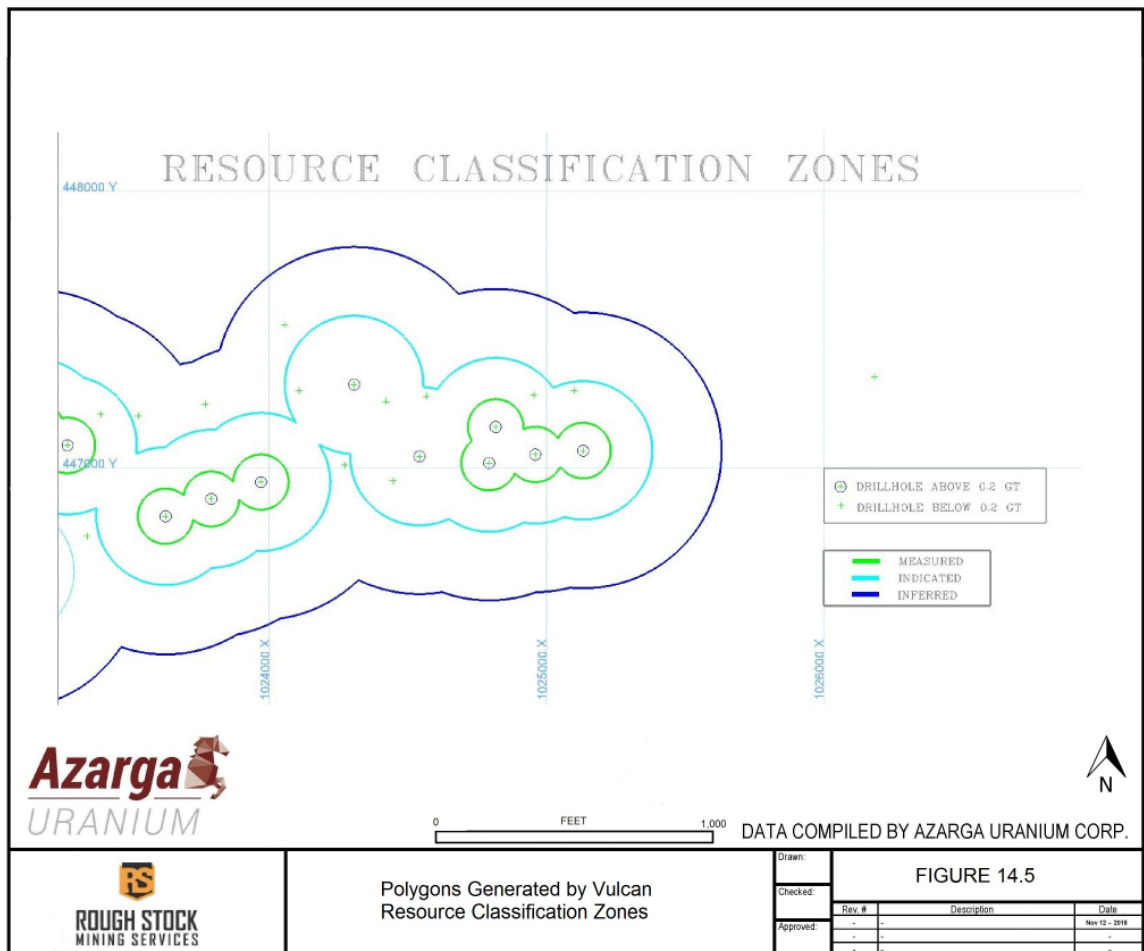 RESOURCE CLASSIFICATION ZONES
448000 Y
447000 Y
1024000 X
1025000 X
1026000 X
DRILLHOLE ABOVE 0.2 GT
DRILLHOLE BELOW 0.2 GT
MEASURED
INDICATED
INFERRED
Azarga
URANIUM
N
0 FEET 1,000
DATA COMPILED BY AZARGA URANIUM CORP.
RS
ROUGH STOCK
MINING SERVICES
Polygons Generated by Vulcan
Resource Classification Zones
Drawn:
Checked:
Approved:
FIGURE 14.5
Rev. # Description Date
- - Nov 12 - 2018
- - -
- - -